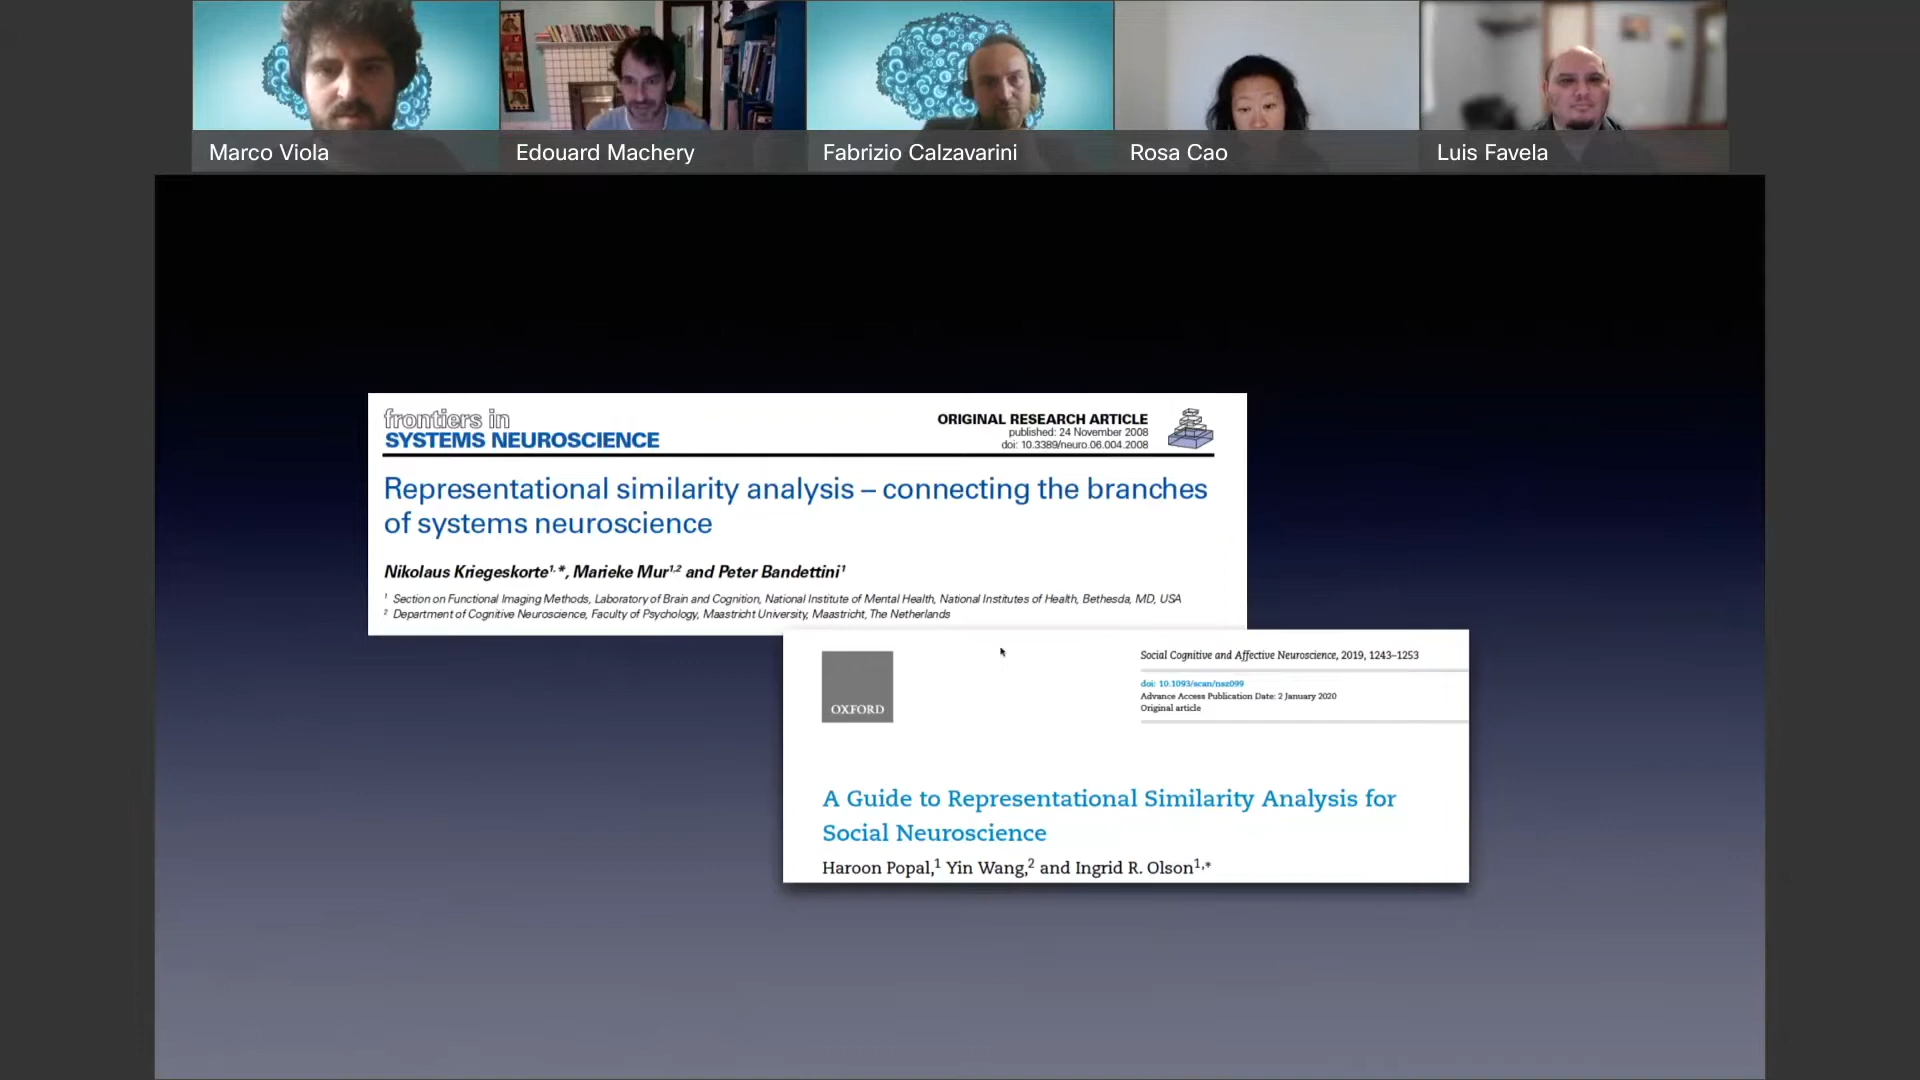 Marco Viola
Edouard Machery
Fabrizio Calzavarini
Rosa Cao
Luis Favela
frontiers in
SYSTEMS NEUROSCIENCE
ORIGINAL RESEARCH ARTICLE
published: 24 November 2008
doi: 10.3389/neuro.06.004.2008
Representational similarity analysis – connecting the branches
of systems neuroscience
Nikolaus Kriegeskorte1,*, Marieke Mur1,2 and Peter Bandettini1
1 Section on Functional Imaging Methods, Laboratory of Brain and Cognition, National Institute of Mental Health, National Institutes of Health, Bethesda, MD, USA
2 Department of Cognitive Neuroscience, Faculty of Psychology, Maastricht University, Maastricht, The Netherlands
OXFORD
Social Cognitive and Affective Neuroscience, 2019, 1243–1253
doi: 10.1093/scan/nsz099
Advance Access Publication Date: 2 January 2020
Original article
A Guide to Representational Similarity Analysis for
Social Neuroscience
Haroon Popal,1 Yin Wang,2 and Ingrid R. Olson1,*